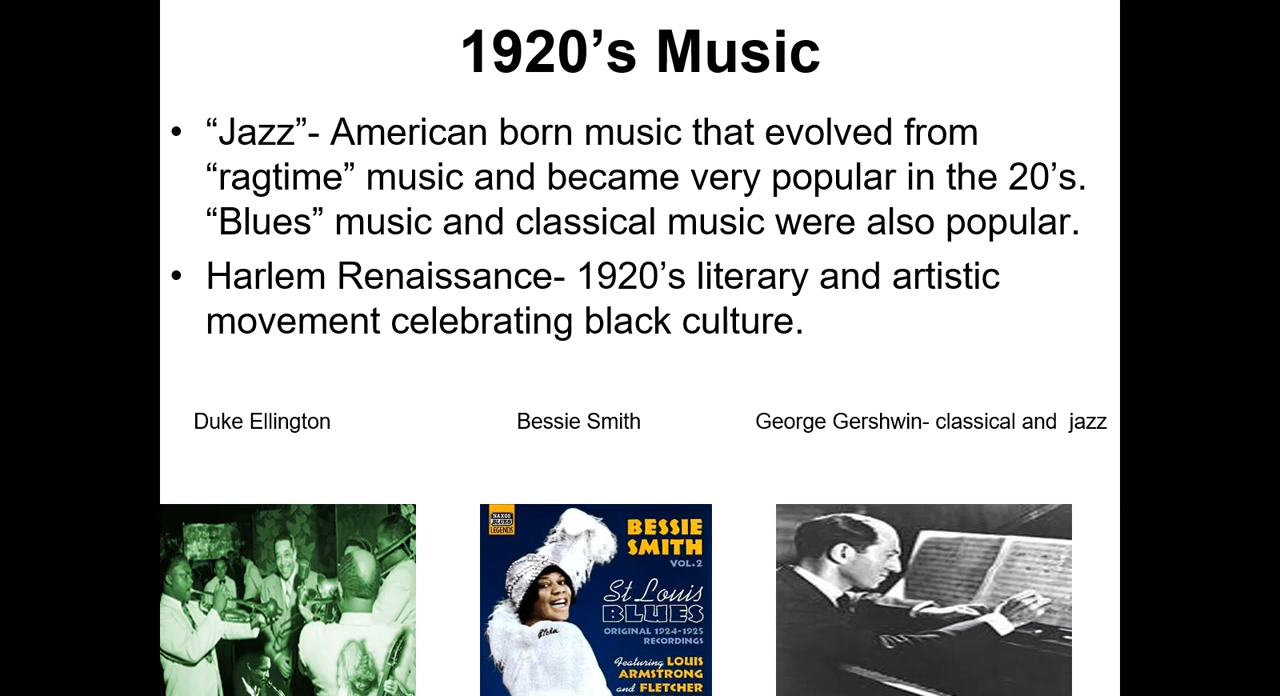 1920’s Music
• “Jazz”- American born music that evolved from
“ragtime” music and became very popular in the 20’s.
“Blues” music and classical music were also popular.
• Harlem Renaissance- 1920’s literary and artistic
movement celebrating black culture.
Duke Ellington
Bessie Smith
George Gershwin- classical and  jazz
NAXOS
BLUES
LEGENDS
BESSIE
SMITH
VOL.2
St Louis
BLUES
ORIGINAL 1924-1925
RECORDINGS
Featuring LOUIS
ARMSTRONG
and FLETCHER